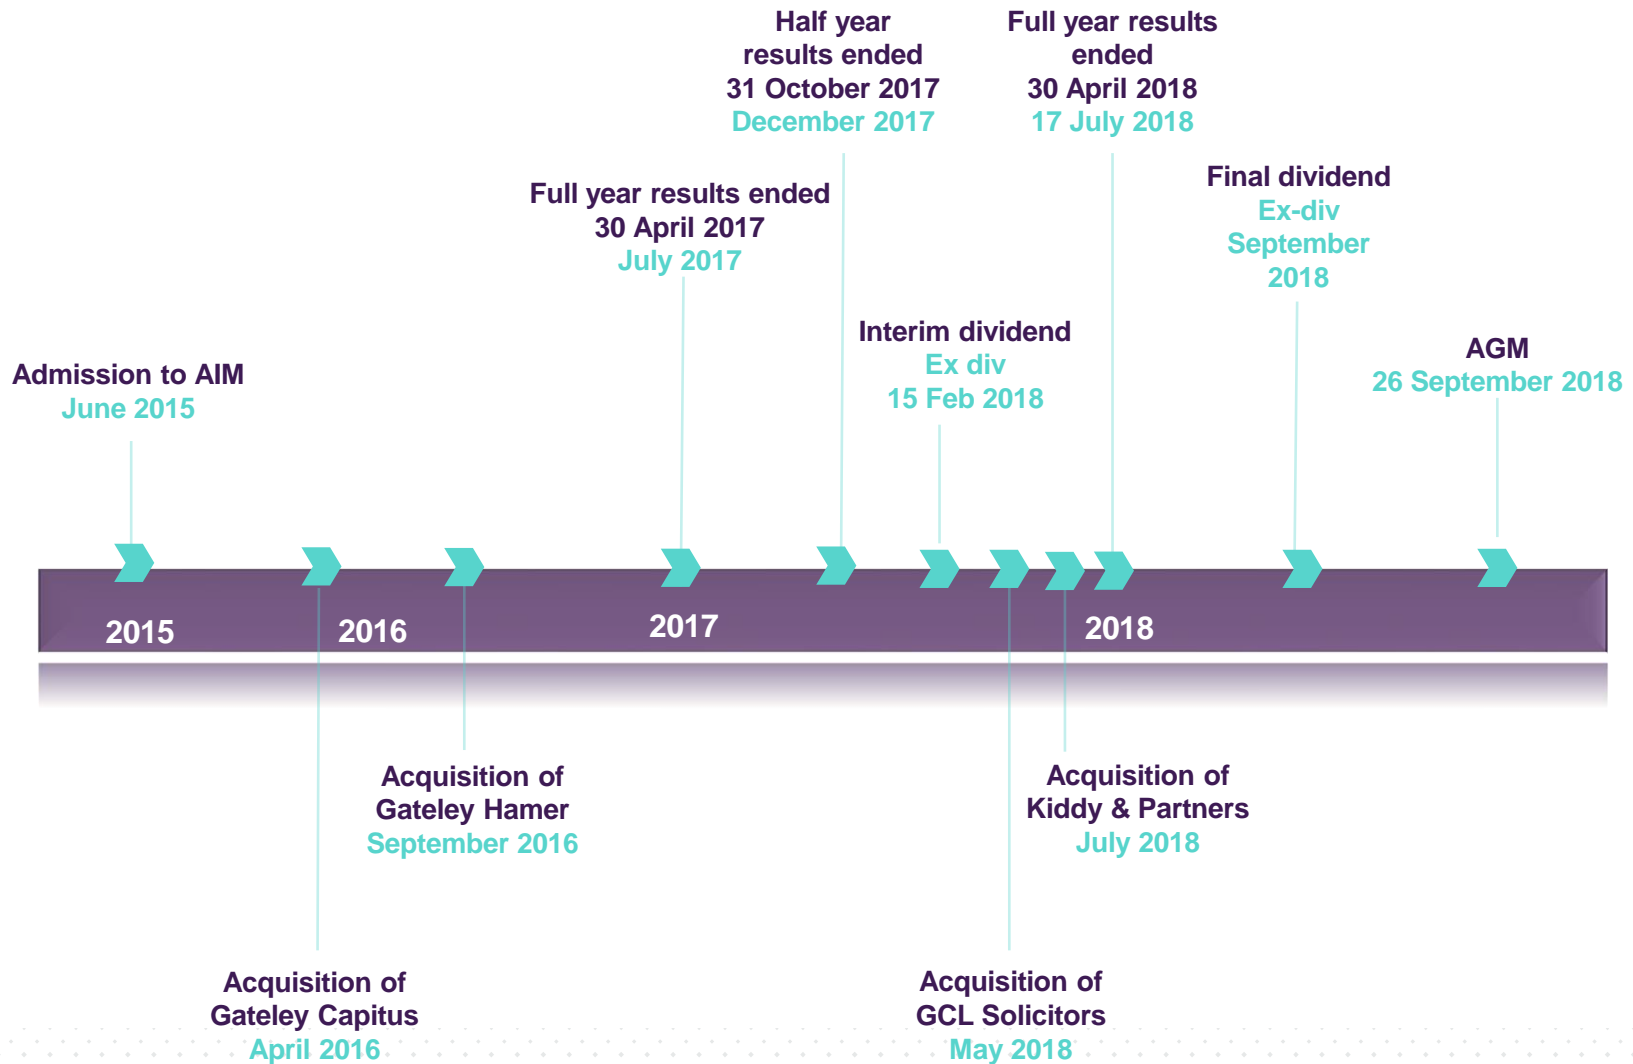 Half year
results ended
31 October 2017
December 2017
Full year results
ended
30 April 2018
17 July 2018
Full year results ended
30 April 2017
July 2017
Final dividend
Ex-div
September
2018
Interim dividend
Ex div
15 Feb 2018
AGM
26 September 2018
Admission to AIM
June 2015
2015
2016
2017
2018
Acquisition of
Gateley Hamer
September 2016
Acquisition of
Kiddy & Partners
July 2018
Acquisition of
Gateley Capitus
April 2016
Acquisition of
GCL Solicitors
May 2018